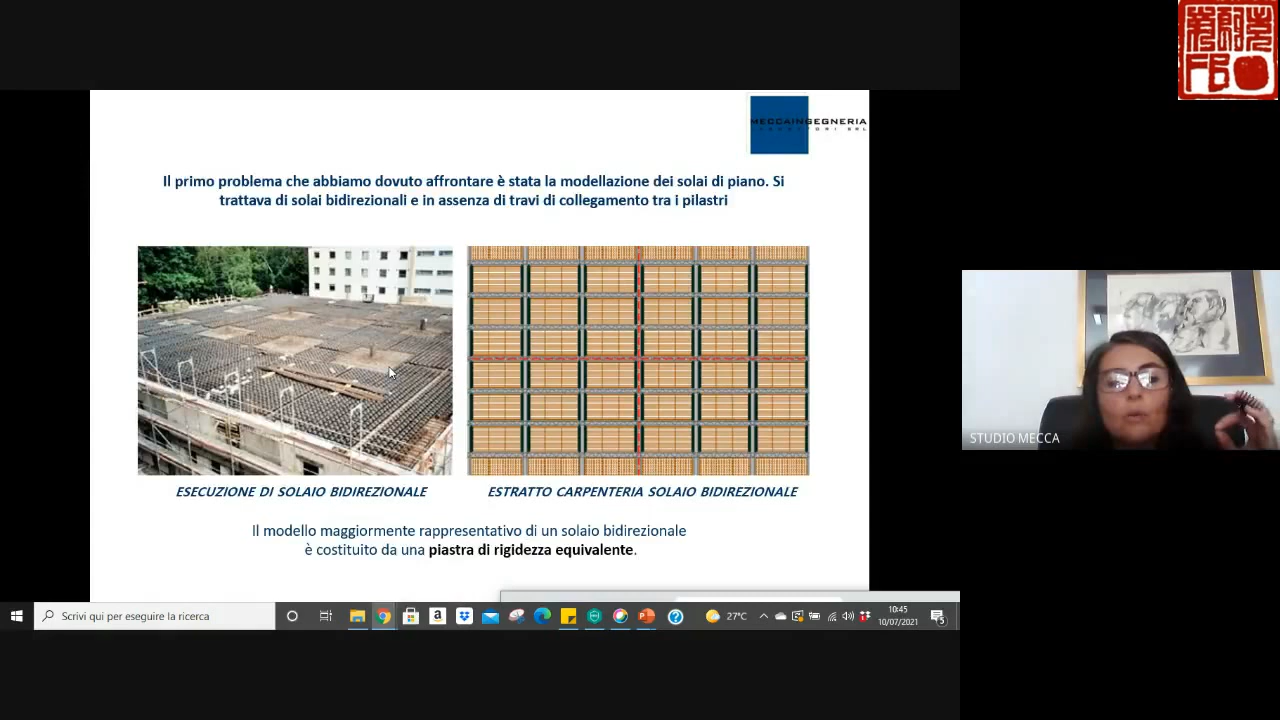 MECCAINGEGNERIA
Il primo problema che abbiamo dovuto affrontare è stata la modellazione dei solai di piano. Si
trattava di solai bidirezionali e in assenza di travi di collegamento tra i pilastri
ESECUZIONE DI SOLAIO BIDIREZIONALE
ESTRATTO CARPENTERIA SOLAIO BIDIREZIONALE
Il modello maggiormente rappresentativo di un solaio bidirezionale
è costituito da una piastra di rigidezza equivalente.
STUDIO MECCA
Scrivi qui per eseguire la ricerca
27°C
10:45
10/07/2021
5